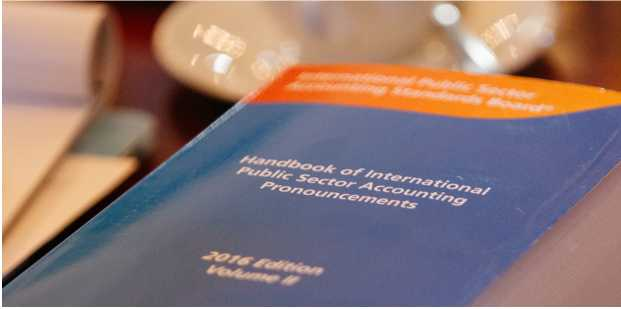 International Public Sector
Accounting Standards Board®
Handbook of International
Public Sector Accounting
Pronouncements
2016 Edition
Volume II